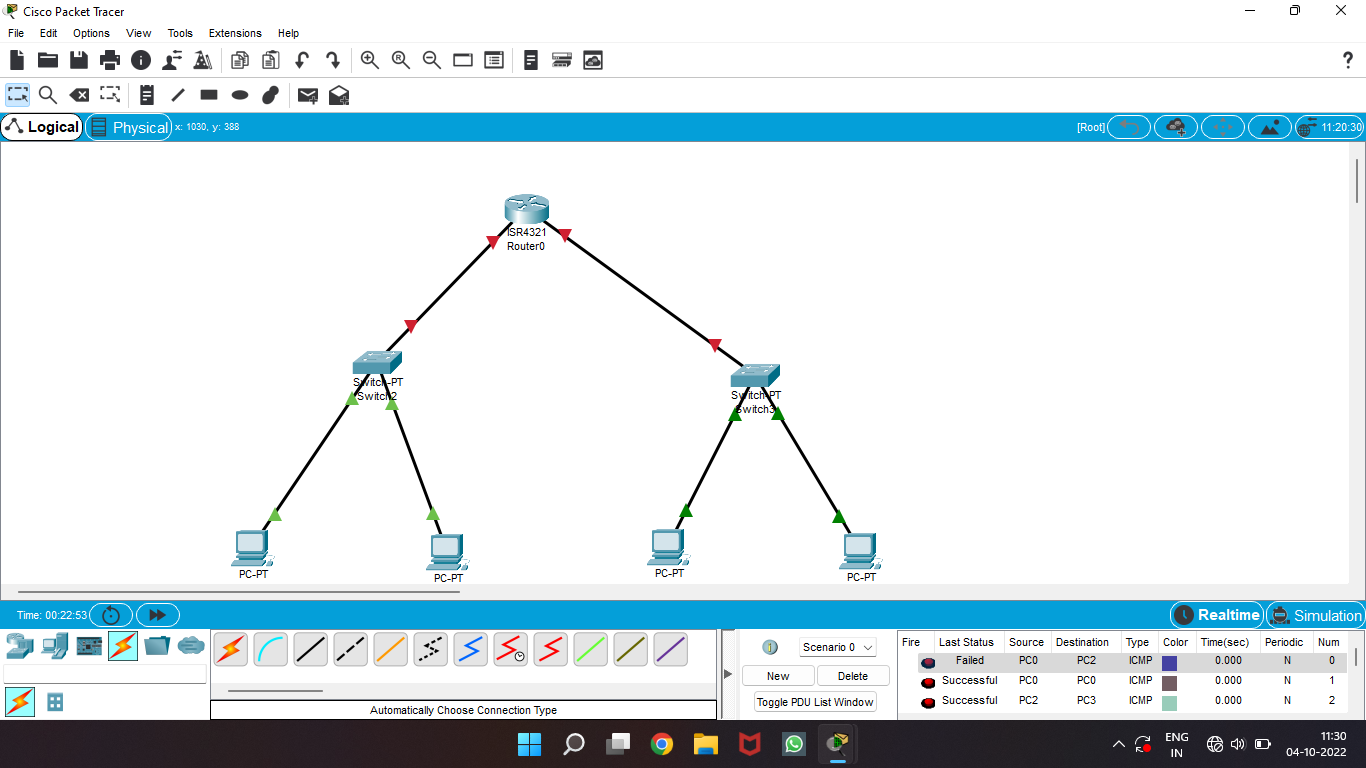 Cisco Packet Tracer
File Edit Options View Tools Extensions Help
Logical Physical x: 1030, y: 388 [Root] 11:20:30
ISR4321
Router0
Switch-PT
Switch2
Switch-PT
Switch3
PC-PT
PC-PT
PC-PT
PC-PT
Time: 00:22:53 Realtime Simulation
Scenario 0
New Delete
Toggle PDU List Window
Automatically Choose Connection Type
Fire Last Status Source Destination Type Color Time(sec) Periodic Num
Failed PC0 PC2 ICMP 0.000 N 0
Successful PC0 PC0 ICMP 0.000 N 1
Successful PC2 PC3 ICMP 0.000 N 2
ENG
IN
11:30
04-10-2022